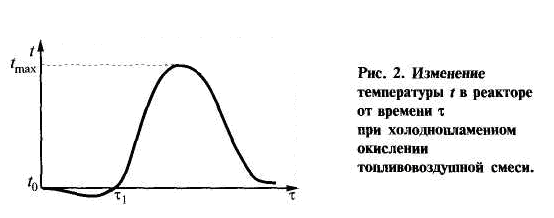 t
t_max
t_0
τ_1
τ
Рис. 2. Изменение
температуры t в реакторе
от времени τ
при холоднопламенном
окислении
топливовоздушной смеси.